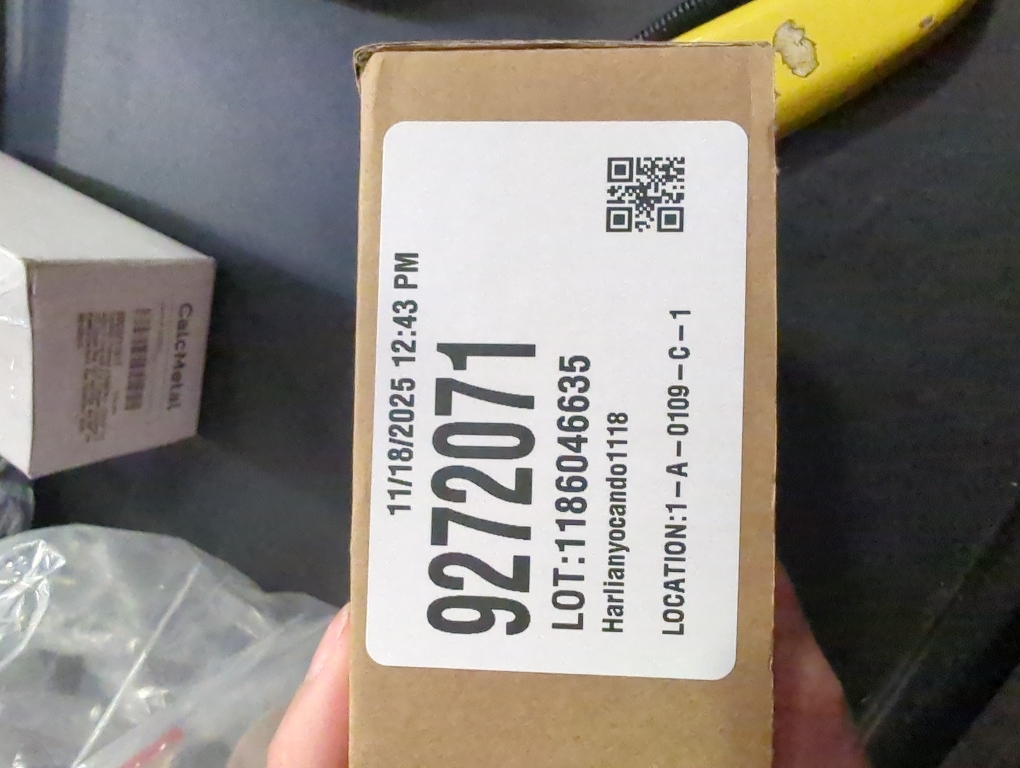 11/18/2025 12:43 PM
9272071
LOT:1186046635
Harlianyocando1118
LOCATION:1-A-0109-C-1
CalcMetal